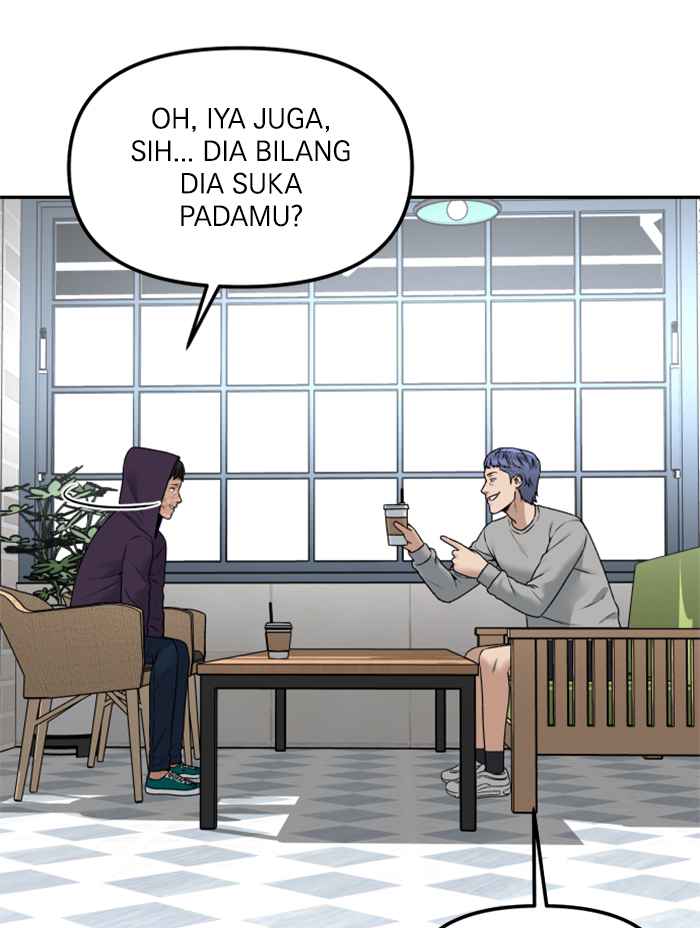 OH, IYA JUGA,
SIH... DIA BILANG
DIA SUKA
PADAMU?